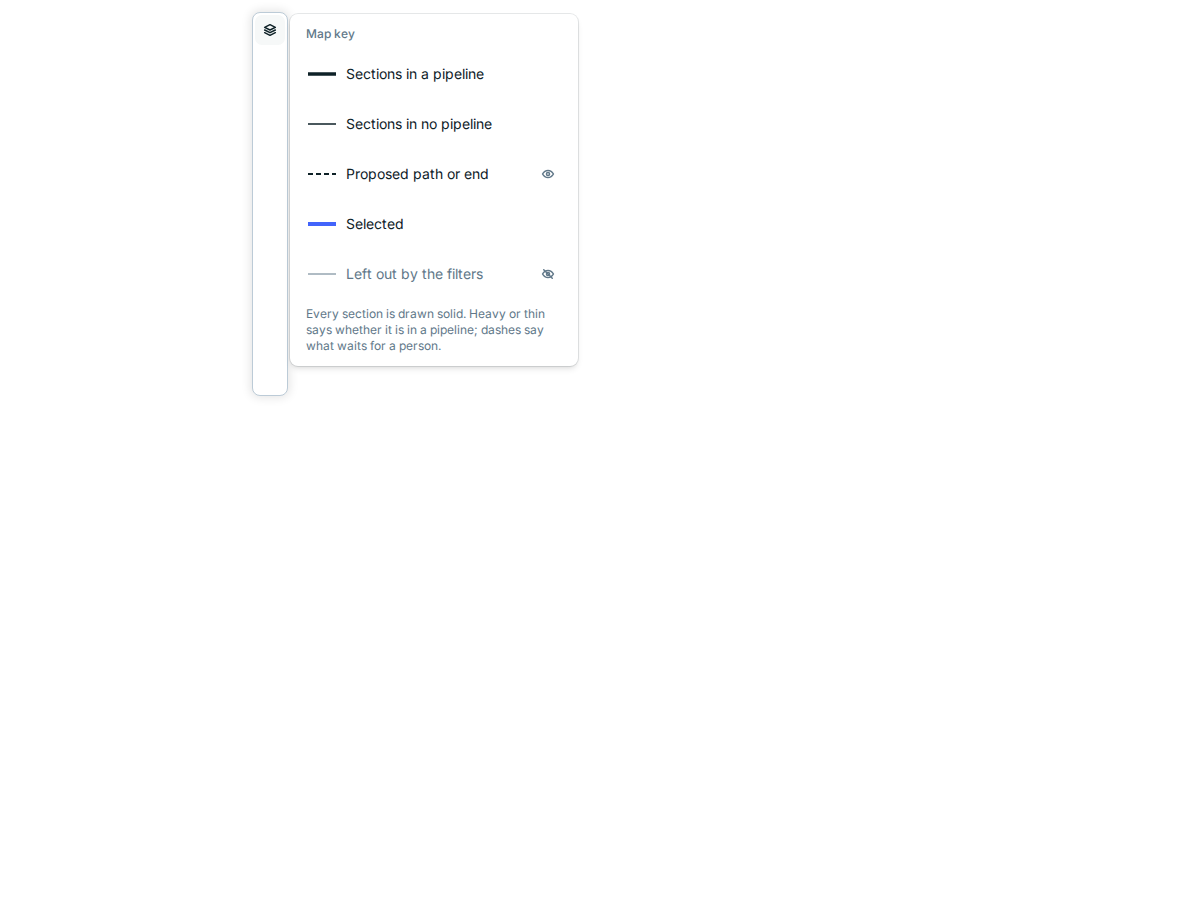 Map key
Sections in a pipeline
Sections in no pipeline
Proposed path or end
Selected
Left out by the filters
Every section is drawn solid. Heavy or thin
says whether it is in a pipeline; dashes say
what waits for a person.